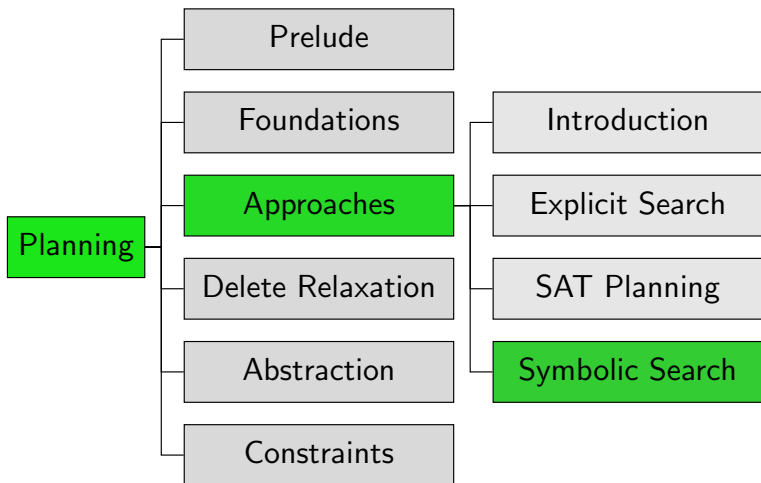 Planning
Prelude
Foundations
Approaches
Delete Relaxation
Abstraction
Constraints
Introduction
Explicit Search
SAT Planning
Symbolic Search